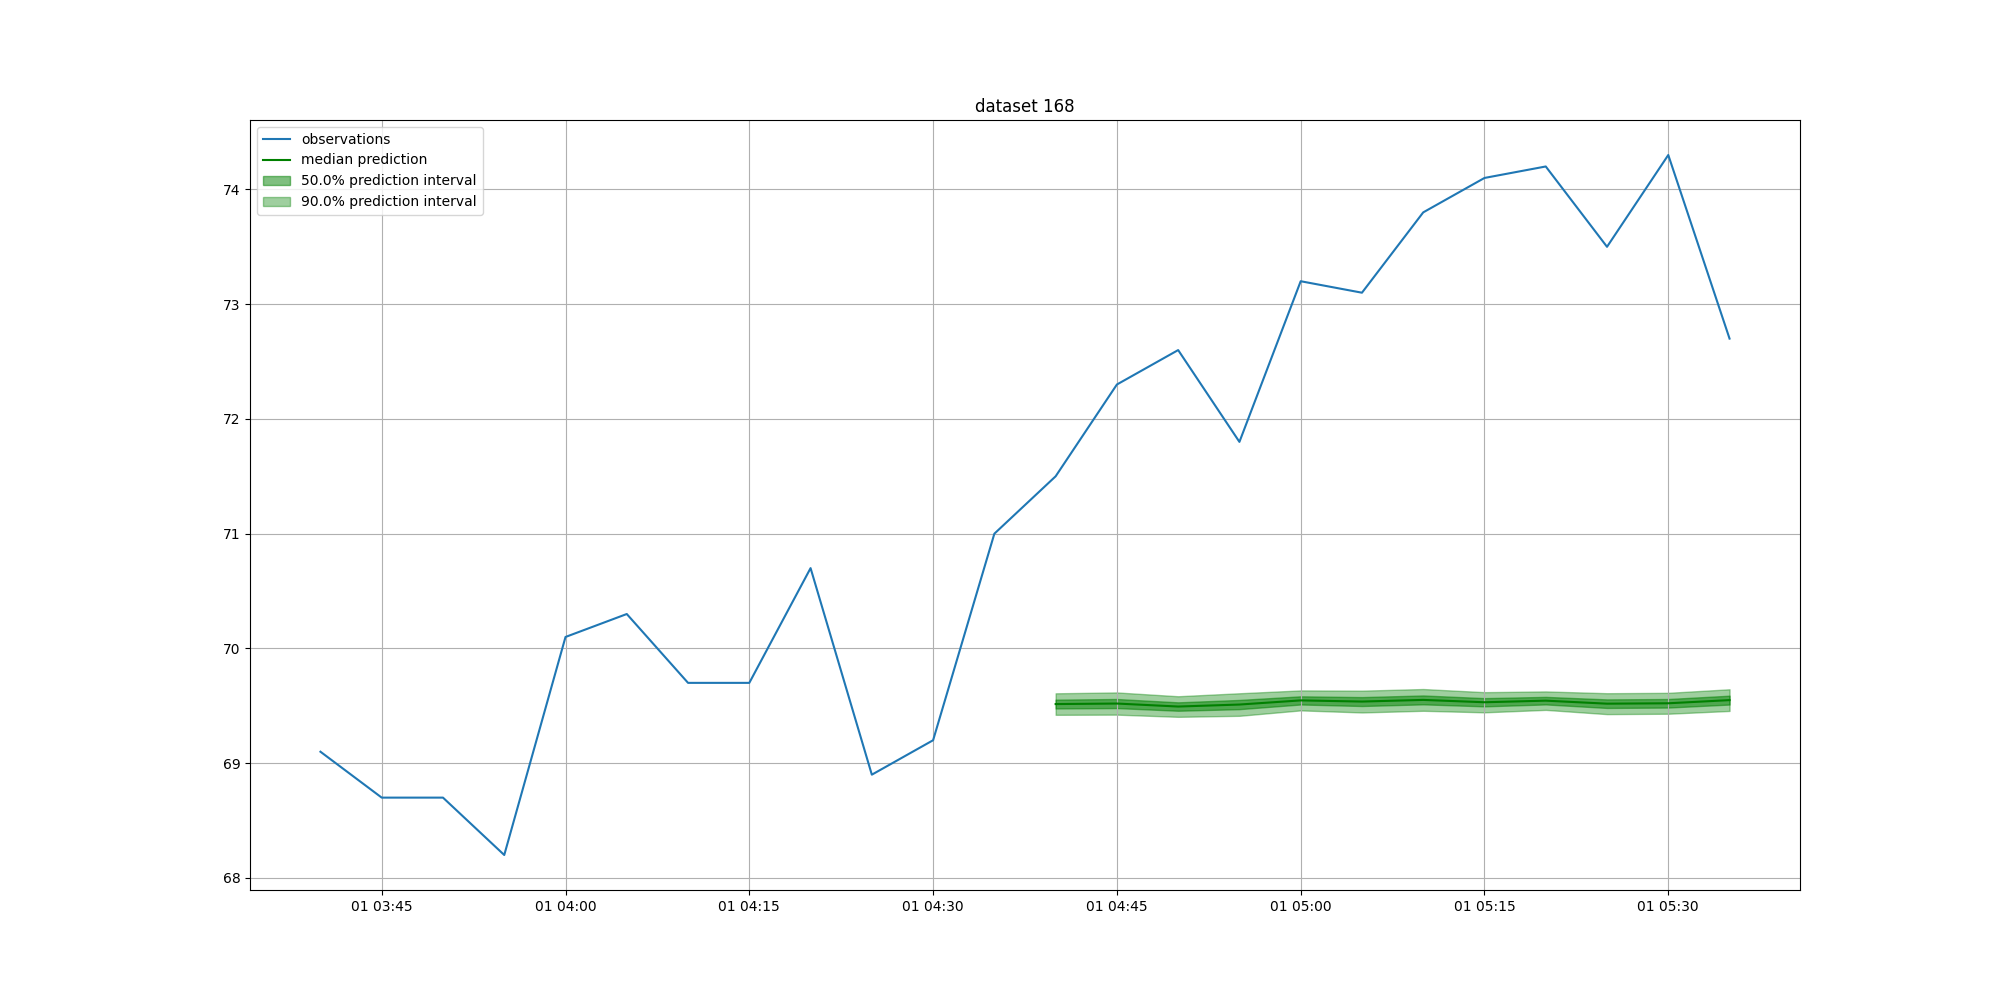 dataset 168
observations
median prediction
50.0% prediction interval
90.0% prediction interval
74
73
72
71
70
69
68
01 03:45 01 04:00 01 04:15 01 04:30 01 04:45 01 05:00 01 05:15 01 05:30